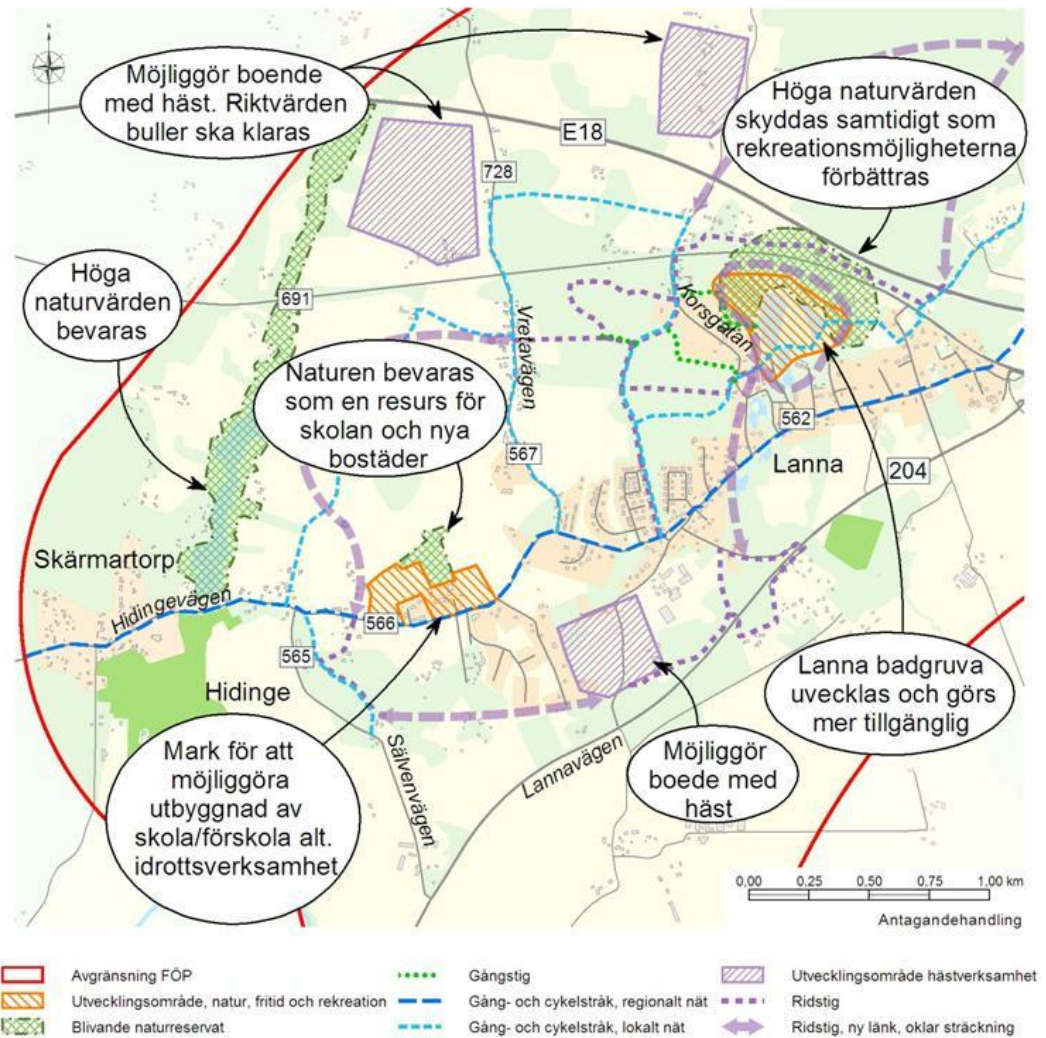 Möjliggör boende
med häst. Riktvärden
buller ska klaras
E18
728
Höga naturvärden
skyddas samtidigt som
rekreationsmöjligheterna
förbättras
Höga
naturvärden
bevaras
691
Korsgatan
Vretavägen
Naturen bevaras
som en resurs för
skolan och nya
bostäder
567
562
Lanna
204
Skärmartorp
Hidingevägen
566
565
Hidinge
Sälvenvägen
Lannavägen
Mark för att
möjliggöra
utbyggnad av
skola/förskola alt.
idrottsverksamhet
Möjliggör
boede med
häst
Lanna badgruva
uvecklas och görs
mer tillgänglig
0,00 0,25 0,50 0,75 1,00 km
Antagandehandling
Avgränsning FÖP
Utvecklingsområde, natur, fritid och rekreation
Blivande naturreservat
Gångstig
Gång- och cykelstråk, regionalt nät
Gång- och cykelstråk, lokalt nät
Utvecklingsområde hästverksamhet
Ridstig
Ridstig, ny länk, oklar sträckning